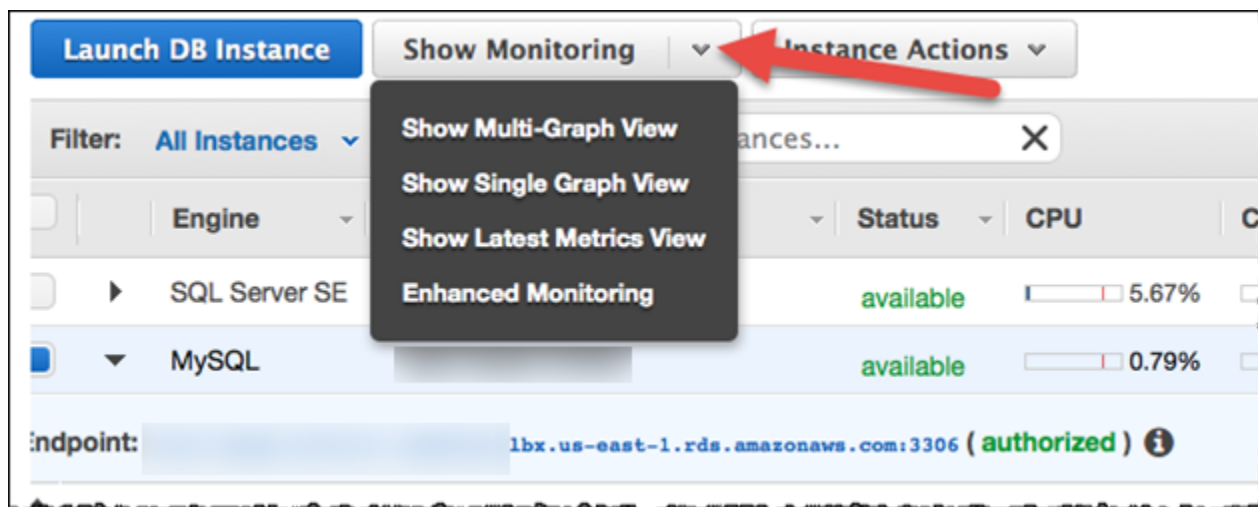 Launch DB Instance Show Monitoring Instance Actions
Filter: All Instances ances...
Show Multi-Graph View
Show Single Graph View
Engine Status CPU C
Show Latest Metrics View
SQL Server SE Enhanced Monitoring available 5.67%
MySQL available 0.79%
Endpoint: lbx.us-east-1.rds.amazonaws.com:3306 ( authorized )